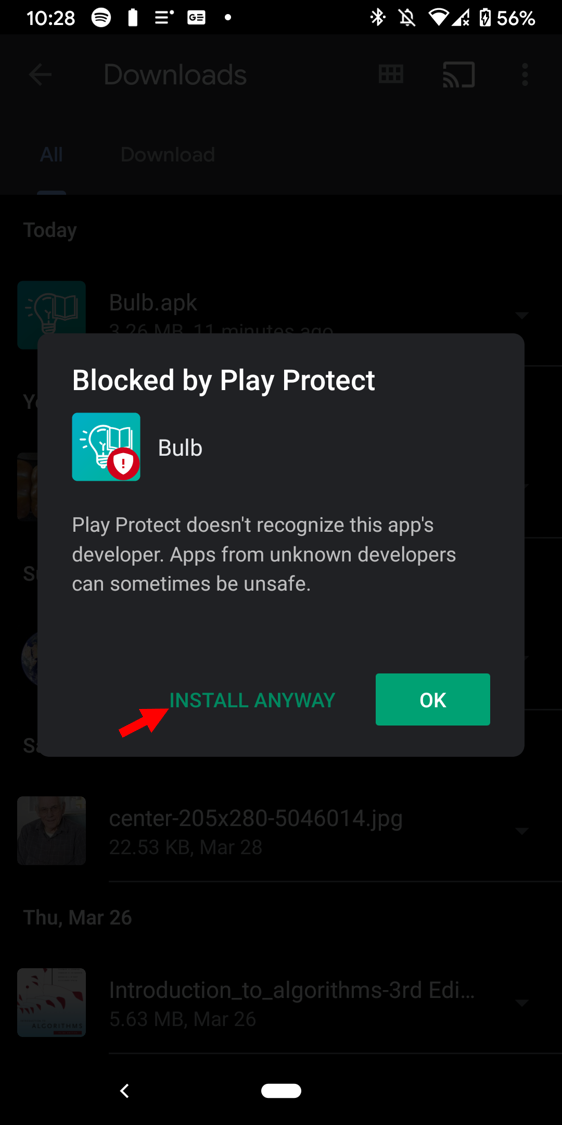 10:28
56%
Downloads
All
Download
Today
Bulb.apk
3.26 MB, 11 minutes ago
Blocked by Play Protect
Bulb
Play Protect doesn't recognize this app's
developer. Apps from unknown developers
can sometimes be unsafe.
INSTALL ANYWAY
OK
center-205x280-5046014.jpg
22.53 KB, Mar 28
Thu, Mar 26
Introduction_to_algorithms-3rd Edi...
ALGORITHMS
5.63 MB, Mar 26